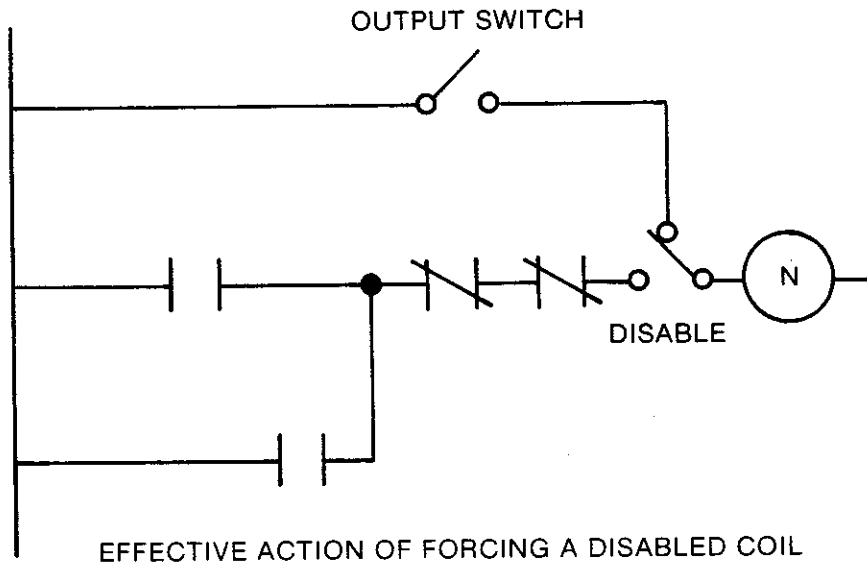 OUTPUT SWITCH
N
DISABLE
EFFECTIVE ACTION OF FORCING A DISABLED COIL